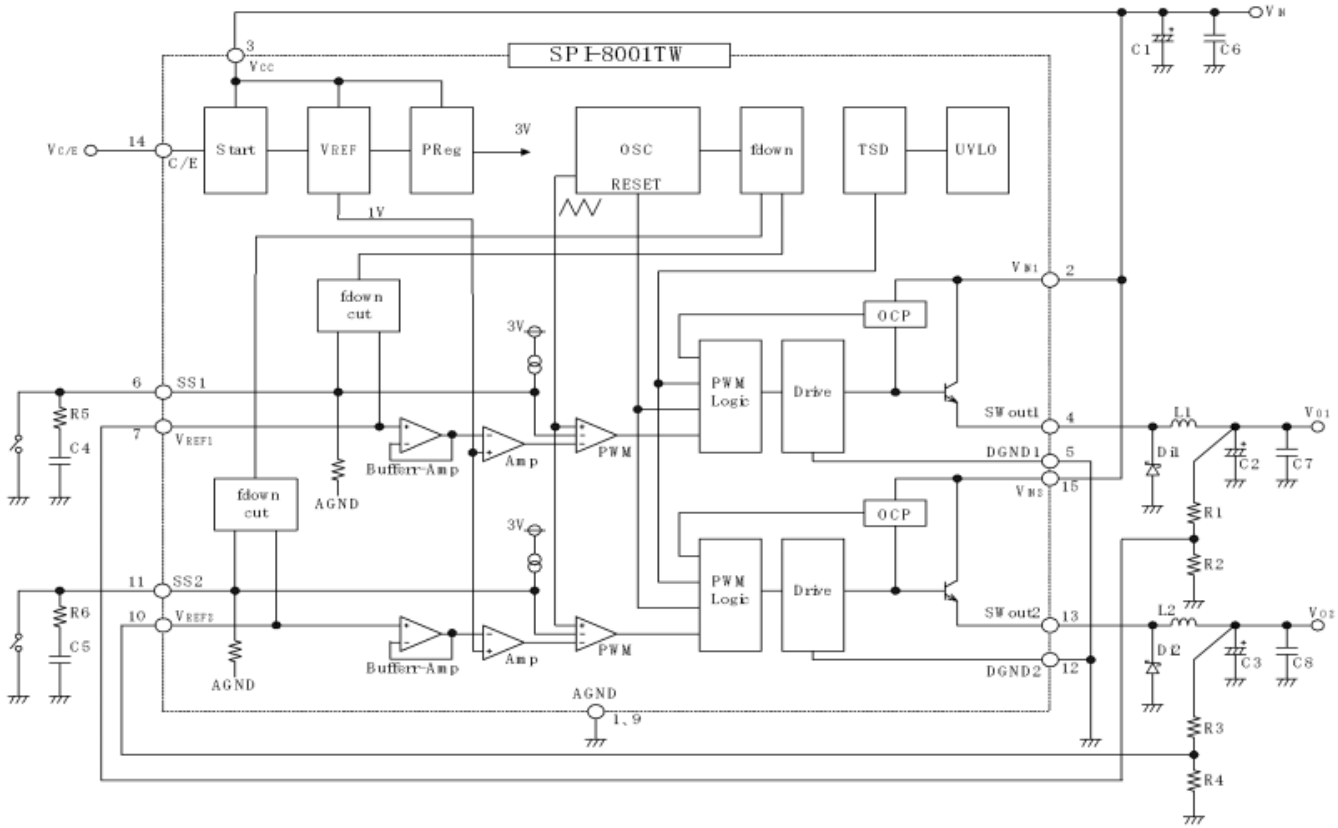 VIN
C1
C6
3
VCC
SPI-8001TW
VC/E
14
C/E
Start
VREF
PReg
3V
OSC
RESET
fdown
TSD
UVLO
1V
fdown
cut
3V
OCP
VIN1
2
PWM
Logic
Drive
6
SS1
R5
C4
7
VREF1
Bufferr-Amp
Amp
PWM
AGND
SWout1
4
L1
VO1
DGND1
5
Di1
C2
C7
VIN2
15
R1
R2
fdown
cut
3V
OCP
PWM
Logic
Drive
11
SS2
R6
C5
10
VREF2
Bufferr-Amp
Amp
PWM
AGND
SWout2
13
L2
VO2
DGND2
12
Di2
C3
C8
AGND
1、9
R3
R4